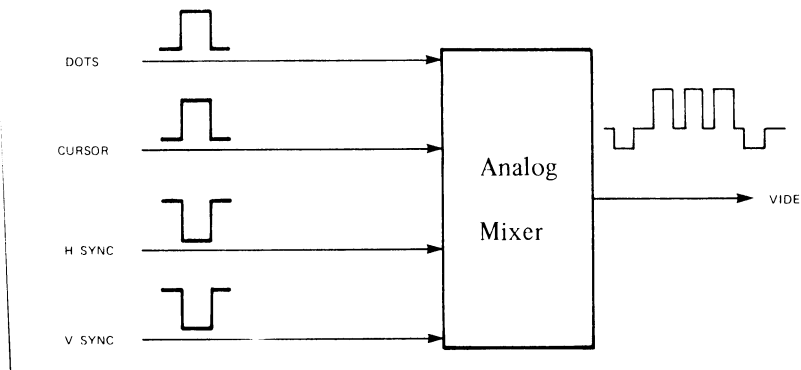 DOTS
CURSOR
H SYNC
V SYNC
Analog
Mixer
VIDE